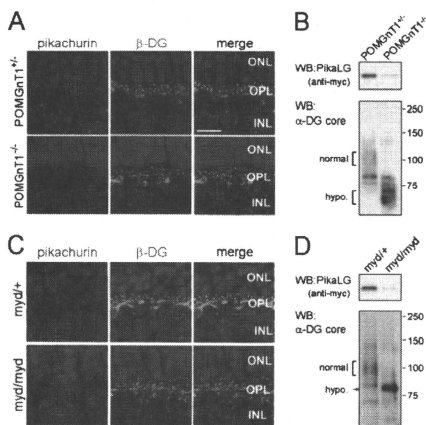 A
pikachurin β-DG merge
POMGnT1+/-
ONL
OPL
INL
POMGnT1-/-
ONL
OPL
INL
B
POMGnT1+/-
POMGnT1-/-
WB:PikaLG
(anti-myc)
WB:
α-DG core
normal
hypo.
250
150
100
75
C
pikachurin β-DG merge
myd/+
ONL
OPL
INL
myd/myd
ONL
OPL
INL
D
myd/+
myd/myd
WB:PikaLG
(anti-myc)
WB:
α-DG core
normal
hypo.
250
150
100
75